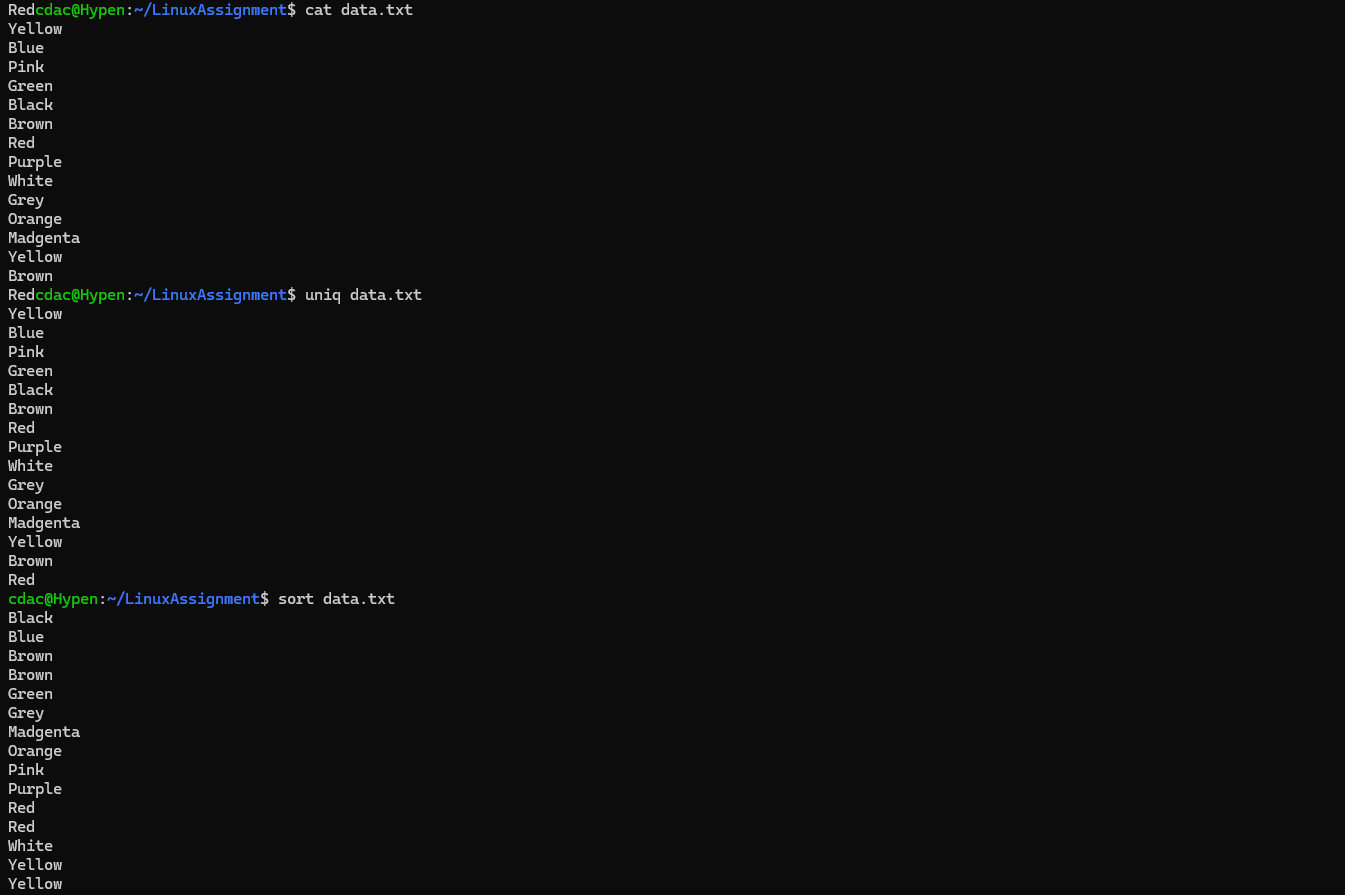 Redcdac@Hypen:~/LinuxAssignment$ cat data.txt
Yellow
Blue
Pink
Green
Black
Brown
Red
Purple
White
Grey
Orange
Madgenta
Yellow
Brown
Redcdac@Hypen:~/LinuxAssignment$ uniq data.txt
Yellow
Blue
Pink
Green
Black
Brown
Red
Purple
White
Grey
Orange
Madgenta
Yellow
Brown
Red
cdac@Hypen:~/LinuxAssignment$ sort data.txt
Black
Blue
Brown
Brown
Green
Grey
Madgenta
Orange
Pink
Purple
Red
Red
White
Yellow
Yellow